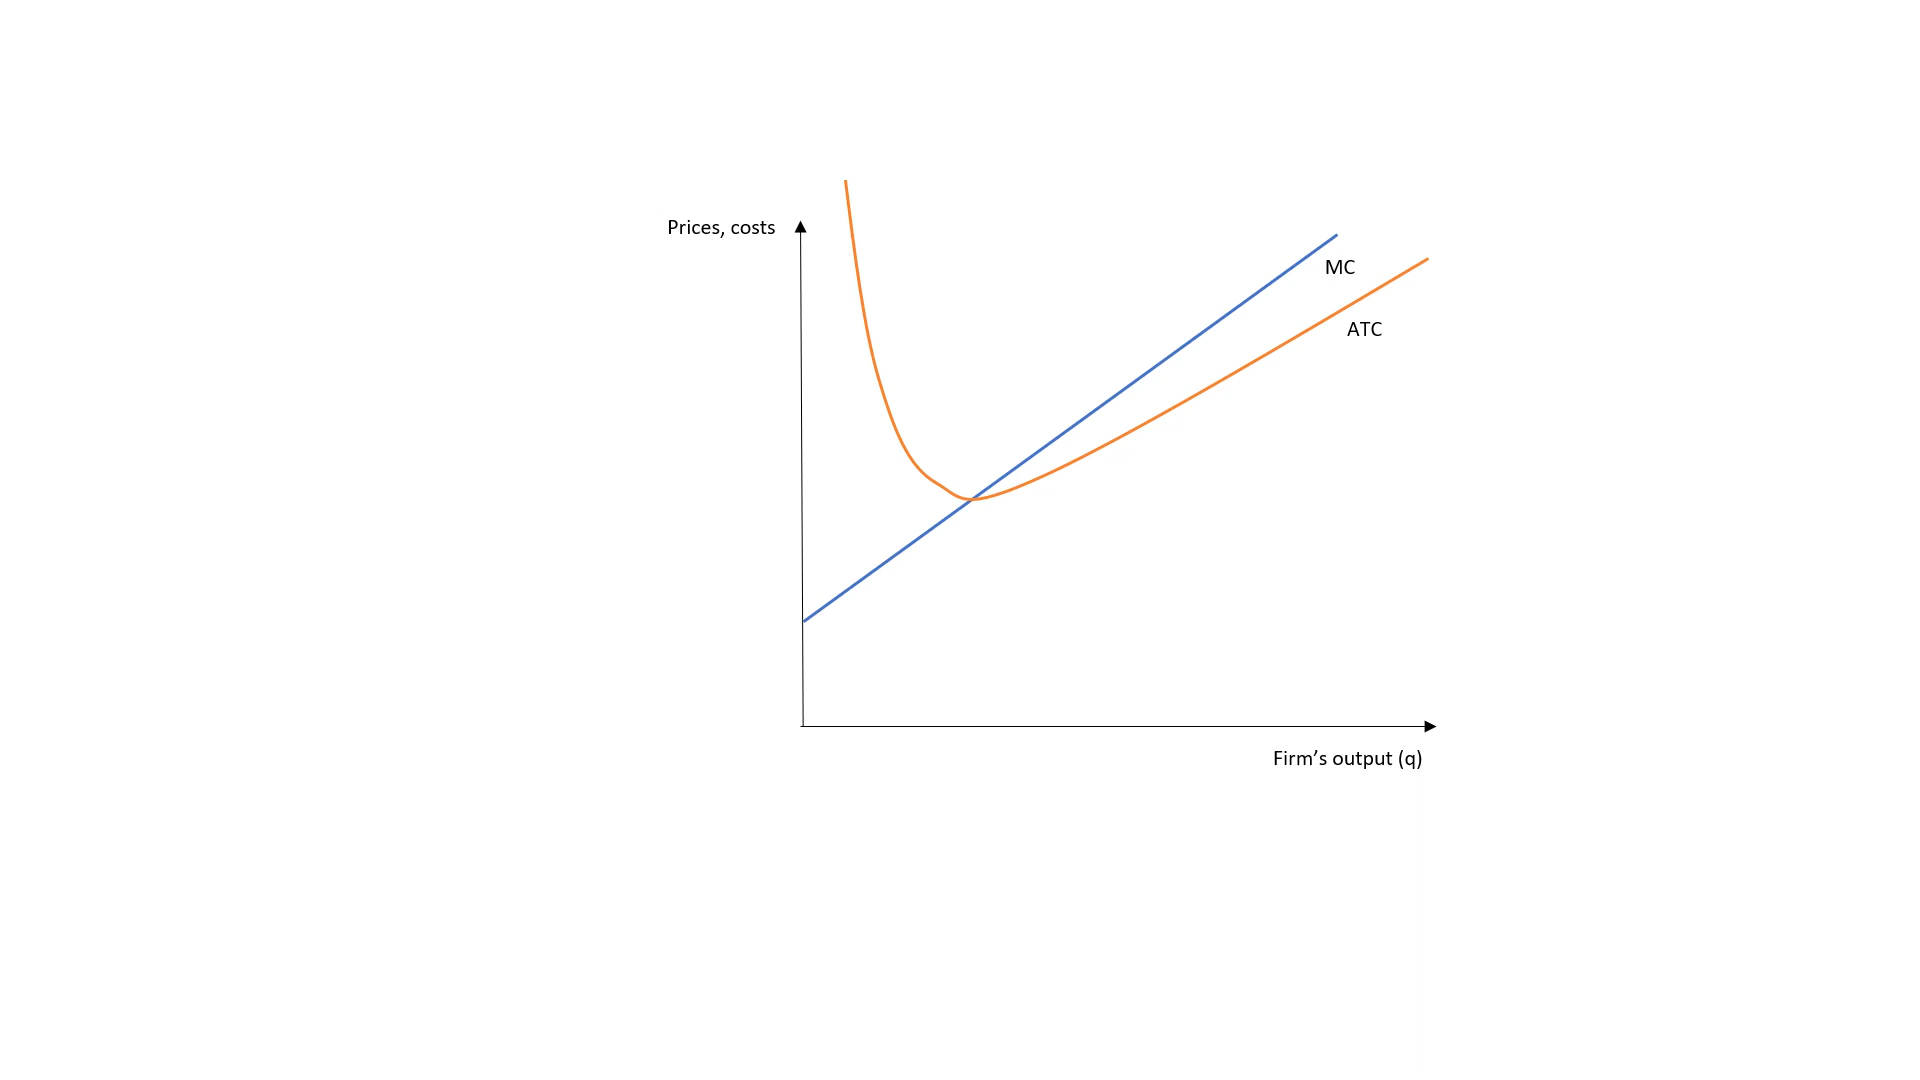 Prices, costs
MC
ATC
Firm’s output (q)